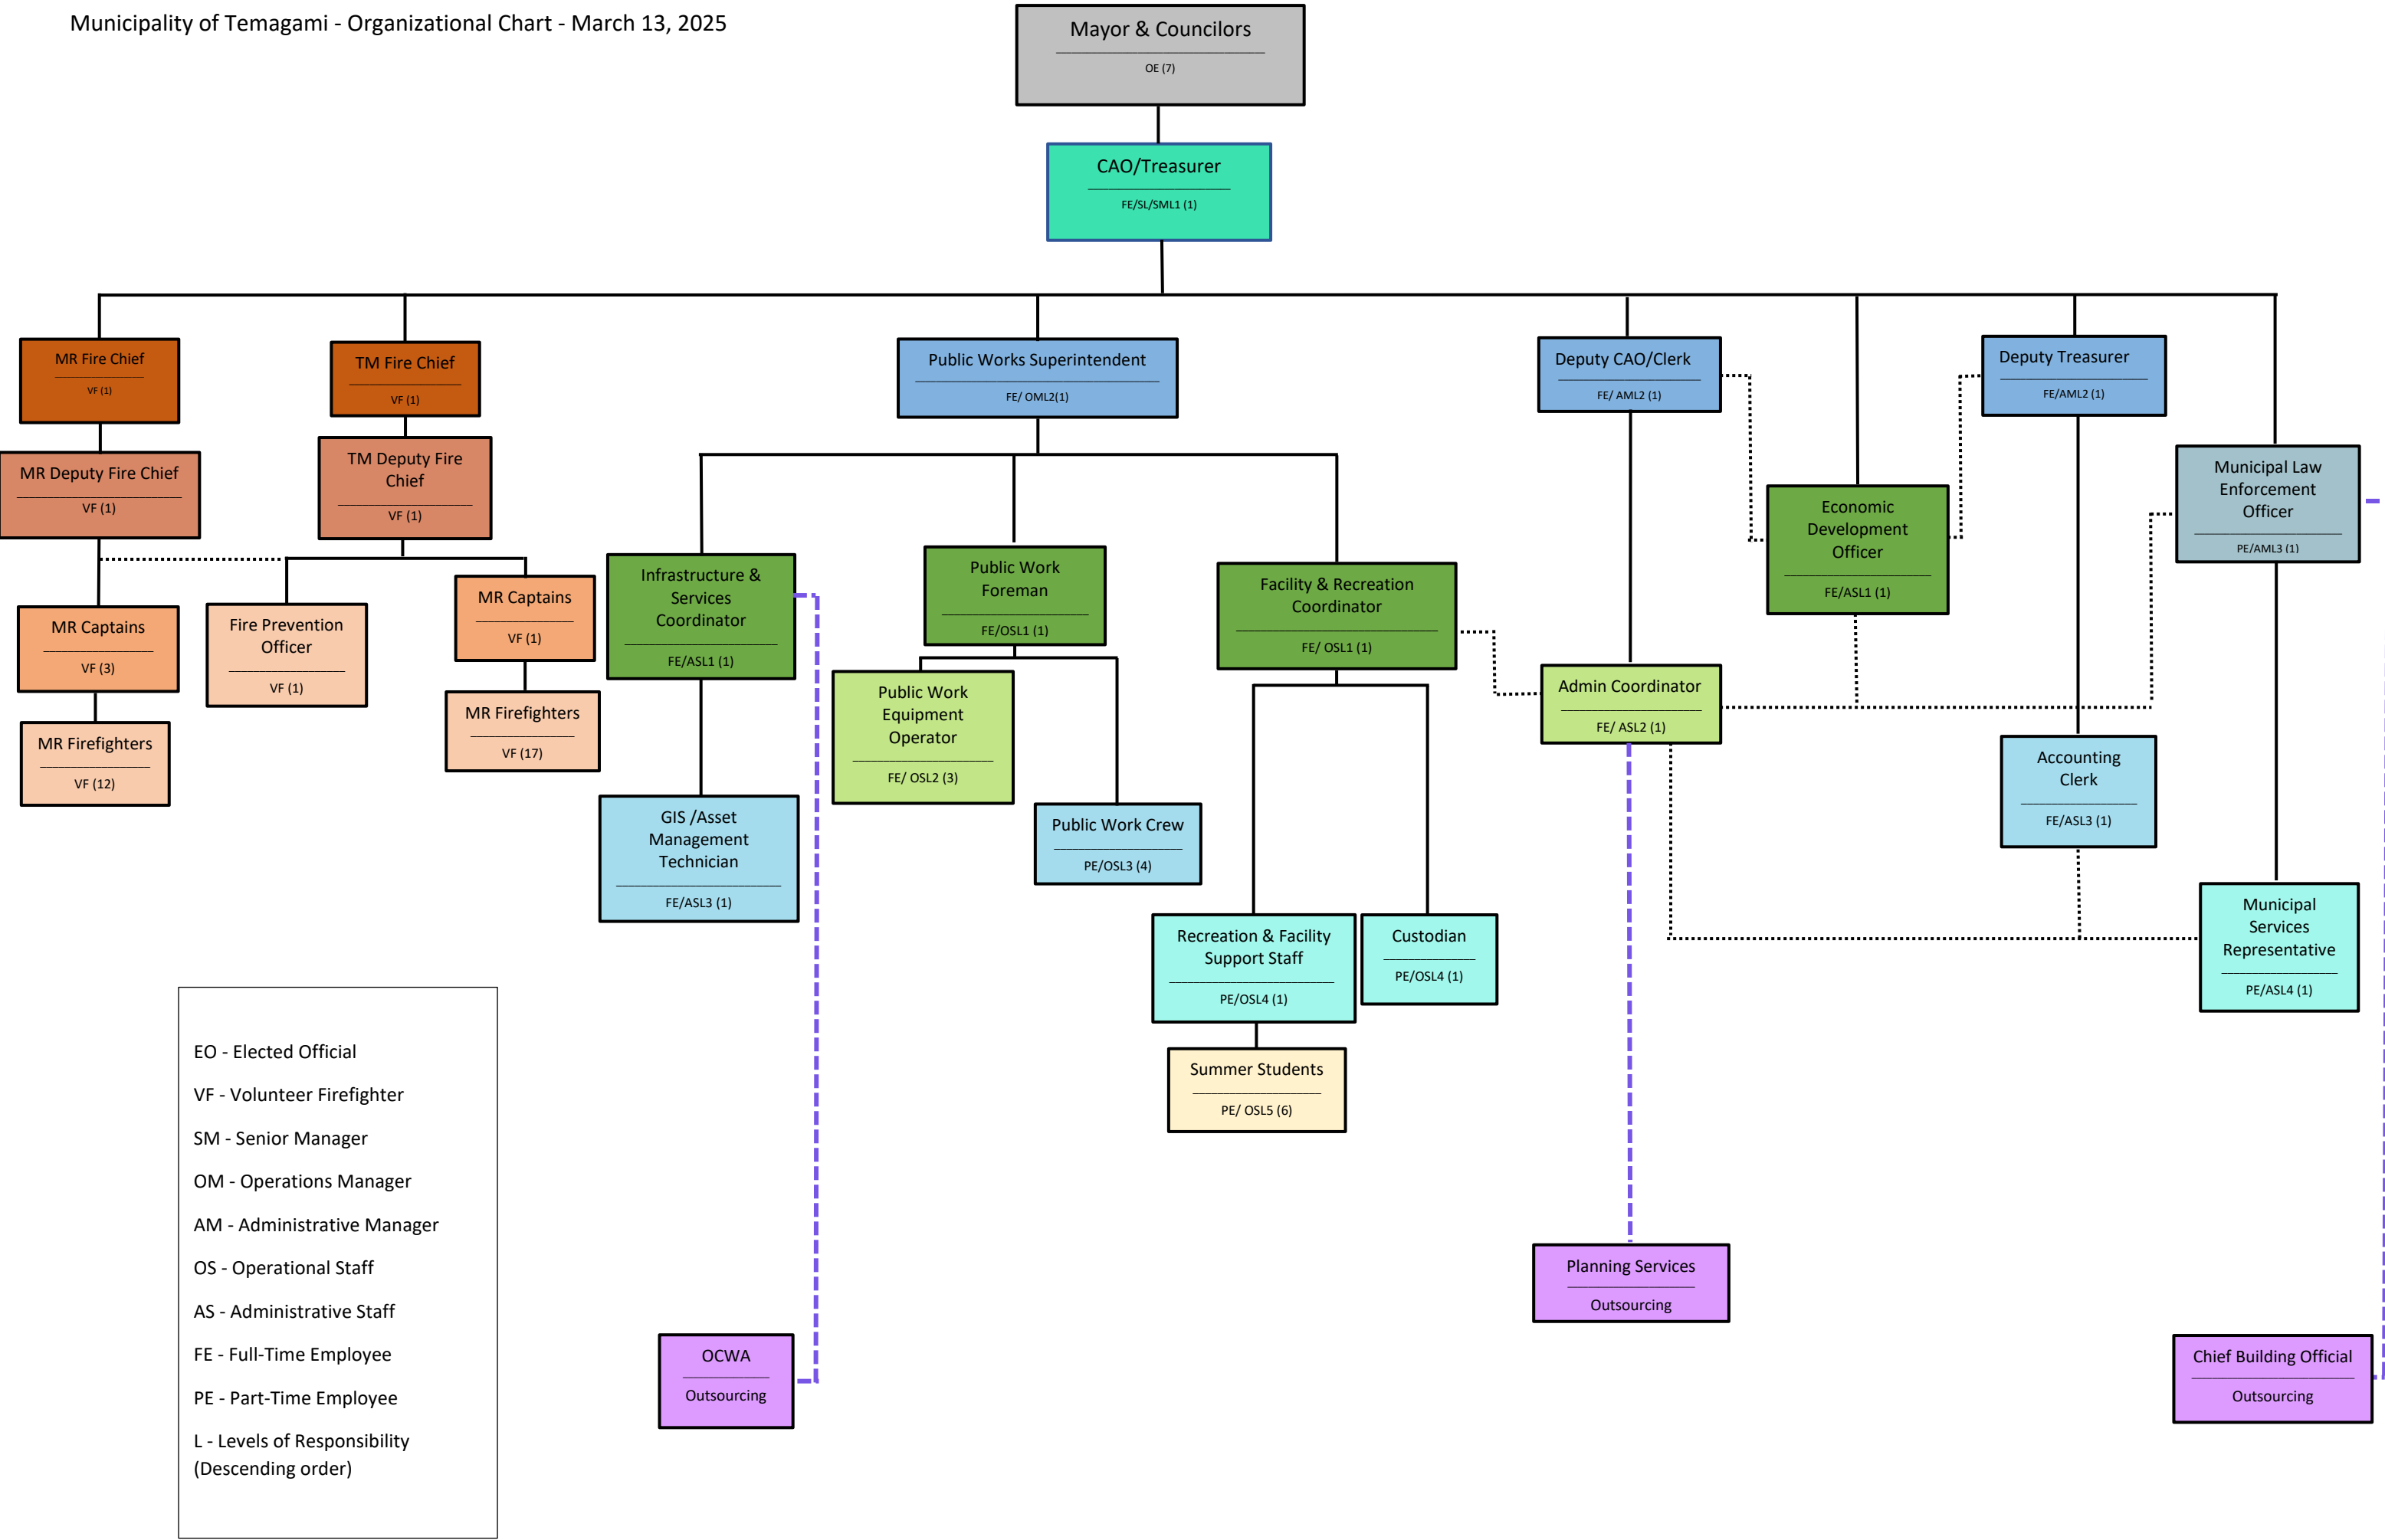 Municipality of Temagami - Organizational Chart - March 13, 2025
Mayor & Councilors
OE (7)
CAO/Treasurer
FE/SL/SML1 (1)
MR Fire Chief
VF (1)
TM Fire Chief
VF (1)
Public Works Superintendent
FE/ OML2(1)
Deputy CAO/Clerk
FE/ AML2 (1)
Deputy Treasurer
FE/AML2 (1)
MR Deputy Fire Chief
VF (1)
TM Deputy Fire
Chief
VF (1)
Municipal Law
Enforcement
Officer
PE/AML3 (1)
Economic
Development
Officer
FE/ASL1 (1)
Infrastructure &
Services
Coordinator
FE/ASL1 (1)
Public Work
Foreman
FE/OSL1 (1)
Facility & Recreation
Coordinator
FE/ OSL1 (1)
MR Captains
VF (3)
Fire Prevention
Officer
VF (1)
MR Captains
VF (1)
MR Firefighters
VF (12)
MR Firefighters
VF (17)
Public Work
Equipment
Operator
FE/ OSL2 (3)
Admin Coordinator
FE/ ASL2 (1)
Accounting
Clerk
FE/ASL3 (1)
GIS /Asset
Management
Technician
FE/ASL3 (1)
Public Work Crew
PE/OSL3 (4)
Recreation & Facility
Support Staff
PE/OSL4 (1)
Custodian
PE/OSL4 (1)
Municipal
Services
Representative
PE/ASL4 (1)
Summer Students
PE/ OSL5 (6)
EO - Elected Official
VF - Volunteer Firefighter
SM - Senior Manager
OM - Operations Manager
AM - Administrative Manager
OS - Operational Staff
AS - Administrative Staff
FE - Full-Time Employee
PE - Part-Time Employee
L - Levels of Responsibility
(Descending order)
Planning Services
Outsourcing
OCWA
Outsourcing
Chief Building Official
Outsourcing